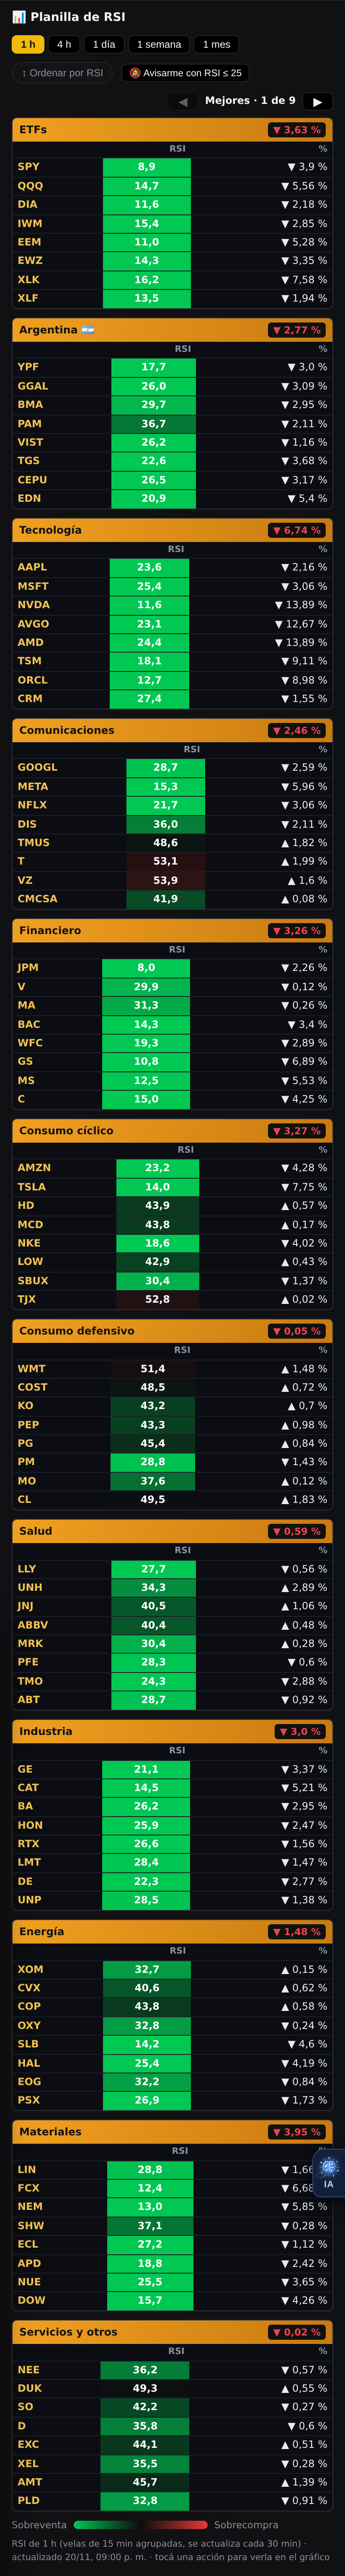 📊 Planilla de RSI
1 h 4 h 1 día 1 semana 1 mes
↕ Ordenar por RSI 🔕 Avisarme con RSI ≤ 25
◀ Mejores · 1 de 9 ▶
ETFs ▼ 3,63 %
RSI %
SPY 8,9 ▼ 3,9 %
QQQ 14,7 ▼ 5,56 %
DIA 11,6 ▼ 2,18 %
IWM 15,4 ▼ 2,85 %
EEM 11,0 ▼ 5,28 %
EWZ 14,3 ▼ 3,35 %
XLK 16,2 ▼ 7,58 %
XLF 13,5 ▼ 1,94 %
Argentina 🇦🇷 ▼ 2,77 %
RSI %
YPF 17,7 ▼ 3,0 %
GGAL 26,0 ▼ 3,09 %
BMA 29,7 ▼ 2,95 %
PAM 36,7 ▼ 2,11 %
VIST 26,2 ▼ 1,16 %
TGS 22,6 ▼ 3,68 %
CEPU 26,5 ▼ 3,17 %
EDN 20,9 ▼ 5,4 %
Tecnología ▼ 6,74 %
RSI %
AAPL 23,6 ▼ 2,16 %
MSFT 25,4 ▼ 3,06 %
NVDA 11,6 ▼ 13,89 %
AVGO 23,1 ▼ 12,67 %
AMD 24,4 ▼ 13,89 %
TSM 18,1 ▼ 9,11 %
ORCL 12,7 ▼ 8,98 %
CRM 27,4 ▼ 1,55 %
Comunicaciones ▼ 2,46 %
RSI %
GOOGL 28,7 ▼ 2,59 %
META 15,3 ▼ 5,96 %
NFLX 21,7 ▼ 3,06 %
DIS 36,0 ▼ 2,11 %
TMUS 48,6 ▲ 1,82 %
T 53,1 ▲ 1,99 %
VZ 53,9 ▲ 1,6 %
CMCSA 41,9 ▲ 0,08 %
Financiero ▼ 3,26 %
RSI %
JPM 8,0 ▼ 2,26 %
V 29,9 ▼ 0,12 %
MA 31,3 ▼ 0,26 %
BAC 14,3 ▼ 3,4 %
WFC 19,3 ▼ 2,89 %
GS 10,8 ▼ 6,89 %
MS 12,5 ▼ 5,53 %
C 15,0 ▼ 4,25 %
Consumo cíclico ▼ 3,27 %
RSI %
AMZN 23,2 ▼ 4,28 %
TSLA 14,0 ▼ 7,75 %
HD 43,9 ▲ 0,57 %
MCD 43,8 ▲ 0,17 %
NKE 18,6 ▼ 4,02 %
LOW 42,9 ▲ 0,43 %
SBUX 30,4 ▼ 1,37 %
TJX 52,8 ▲ 0,02 %
Consumo defensivo ▼ 0,05 %
RSI %
WMT 51,4 ▲ 1,48 %
COST 48,5 ▲ 0,72 %
KO 43,2 ▲ 0,7 %
PEP 43,3 ▲ 0,98 %
PG 45,4 ▲ 0,84 %
PM 28,8 ▼ 1,43 %
MO 37,6 ▲ 0,12 %
CL 49,5 ▲ 1,83 %
Salud ▼ 0,59 %
RSI %
LLY 27,7 ▼ 0,56 %
UNH 34,3 ▲ 2,89 %
JNJ 40,5 ▲ 1,06 %
ABBV 40,4 ▲ 0,48 %
MRK 30,4 ▲ 0,28 %
PFE 28,3 ▼ 0,6 %
TMO 24,3 ▼ 2,88 %
ABT 28,7 ▼ 0,92 %
Industria ▼ 3,0 %
RSI %
GE 21,1 ▼ 3,37 %
CAT 14,5 ▼ 5,21 %
BA 26,2 ▼ 2,95 %
HON 25,9 ▼ 2,47 %
RTX 26,6 ▼ 1,56 %
LMT 28,4 ▼ 1,47 %
DE 22,3 ▼ 2,77 %
UNP 28,5 ▼ 1,38 %
Energía ▼ 1,48 %
RSI %
XOM 32,7 ▲ 0,15 %
CVX 40,6 ▲ 0,62 %
COP 43,8 ▲ 0,58 %
OXY 32,8 ▼ 0,24 %
SLB 14,2 ▼ 4,6 %
HAL 25,4 ▼ 4,19 %
EOG 32,2 ▼ 0,84 %
PSX 26,9 ▼ 1,73 %
Materiales ▼ 3,95 %
RSI
LIN 28,8 ▼ 1,66
FCX 12,4 ▼ 6,68
IA
NEM 13,0 ▼ 5,85 %
SHW 37,1 ▼ 0,28 %
ECL 27,2 ▼ 1,12 %
APD 18,8 ▼ 2,42 %
NUE 25,5 ▼ 3,65 %
DOW 15,7 ▼ 4,26 %
Servicios y otros ▼ 0,02 %
RSI %
NEE 36,2 ▼ 0,57 %
DUK 49,3 ▲ 0,55 %
SO 42,2 ▼ 0,27 %
D 35,8 ▼ 0,6 %
EXC 44,1 ▲ 0,51 %
XEL 35,5 ▼ 0,28 %
AMT 45,7 ▲ 1,39 %
PLD 32,8 ▼ 0,91 %
Sobreventa Sobrecompra
RSI de 1 h (velas de 15 min agrupadas, se actualiza cada 30 min) ·
actualizado 20/11, 09:00 p. m. · tocá una acción para verla en el gráfico